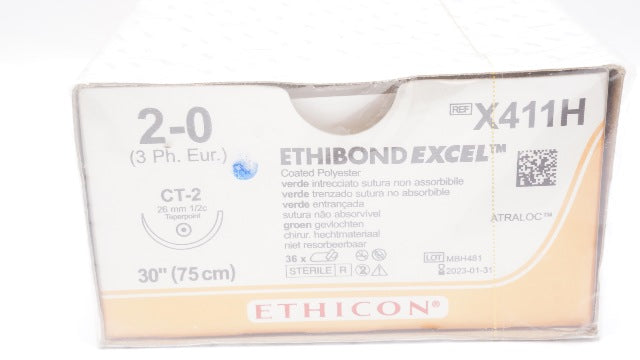 2-0
(3 Ph. Eur.)
CT-2
26 mm 1/2c
Taperpoint
30" (75 cm)
REF X411H
ETHIBOND EXCEL™
Coated Polyester
verde intrecciato sutura non assorbibile
verde trenzado sutura no absorbible
verde entrançada
sutura não absorvível
groen gevlochten
chirur. hechtmateriaal
niet resorbeerbaar
36 x
STERILE R
2
ATRALOC™
LOT MBH481
2023-01-31
ETHICON®